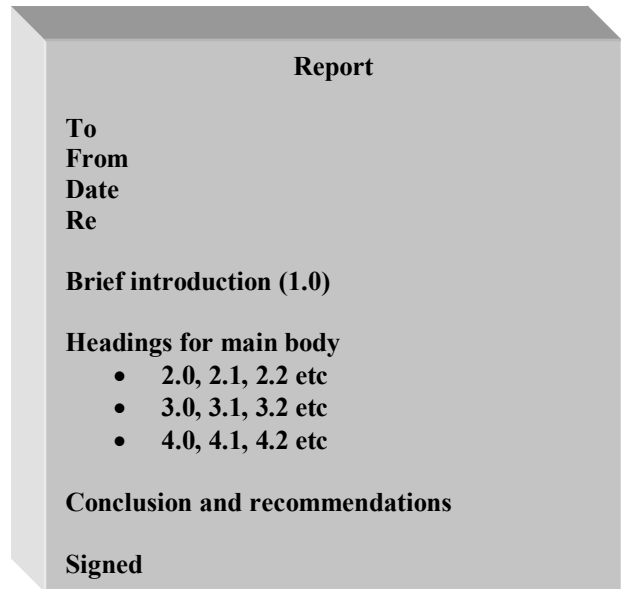 Report
To
From
Date
Re
Brief introduction (1.0)
Headings for main body
• 2.0, 2.1, 2.2 etc
• 3.0, 3.1, 3.2 etc
• 4.0, 4.1, 4.2 etc
Conclusion and recommendations
Signed